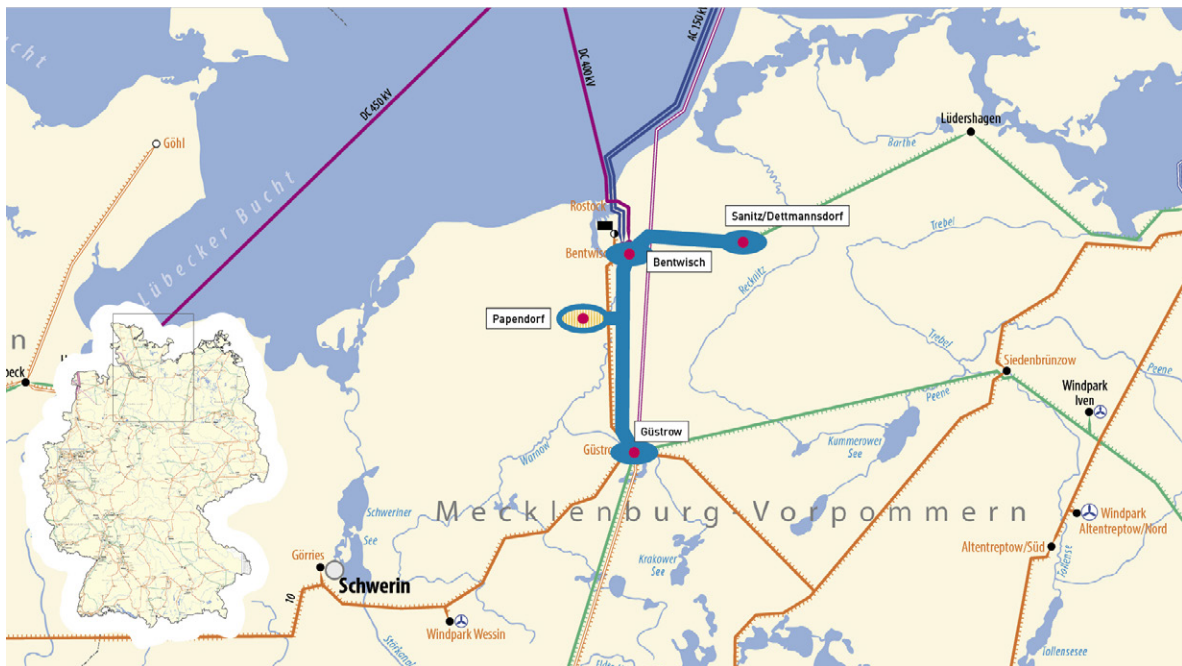 Bucht
DC 450 kV
DC 400 kV
AC 150 kV
Göhl
Lübecker Bucht
Lüdershagen
Barthe
Rostock
Sanitz/Dettmannsdorf
Trebel
Bentwisch
Recknitz
Papendorf
Trebel
Siedenbrünzow
Peene
Peene
Windpark
Iven
Güstrow
Kummerower
See
Warnow
Mecklenburg-Vorpommern
Schweriner
See
Windpark
Altentreptow/Nord
Altentreptow/Süd
Krakower
See
Görries
Schwerin
10
Windpark Wessin
Tollensesee